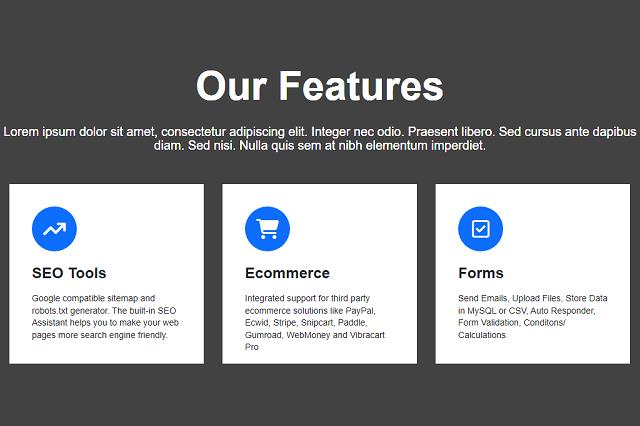 Our Features
Lorem ipsum dolor sit amet, consectetur adipiscing elit. Integer nec odio. Praesent libero. Sed cursus ante dapibus
diam. Sed nisi. Nulla quis sem at nibh elementum imperdiet.
SEO Tools
Google compatible sitemap and
robots.txt generator. The built-in SEO
Assistant helps you to make your web
pages more search engine friendly.
Ecommerce
Integrated support for third party
ecommerce solutions like PayPal,
Ecwid, Stripe, Snipcart, Paddle,
Gumroad, WebMoney and Vibracart
Pro
Forms
Send Emails, Upload Files, Store Data
in MySQL or CSV, Auto Responder,
Form Validation, Conditons/
Calculations